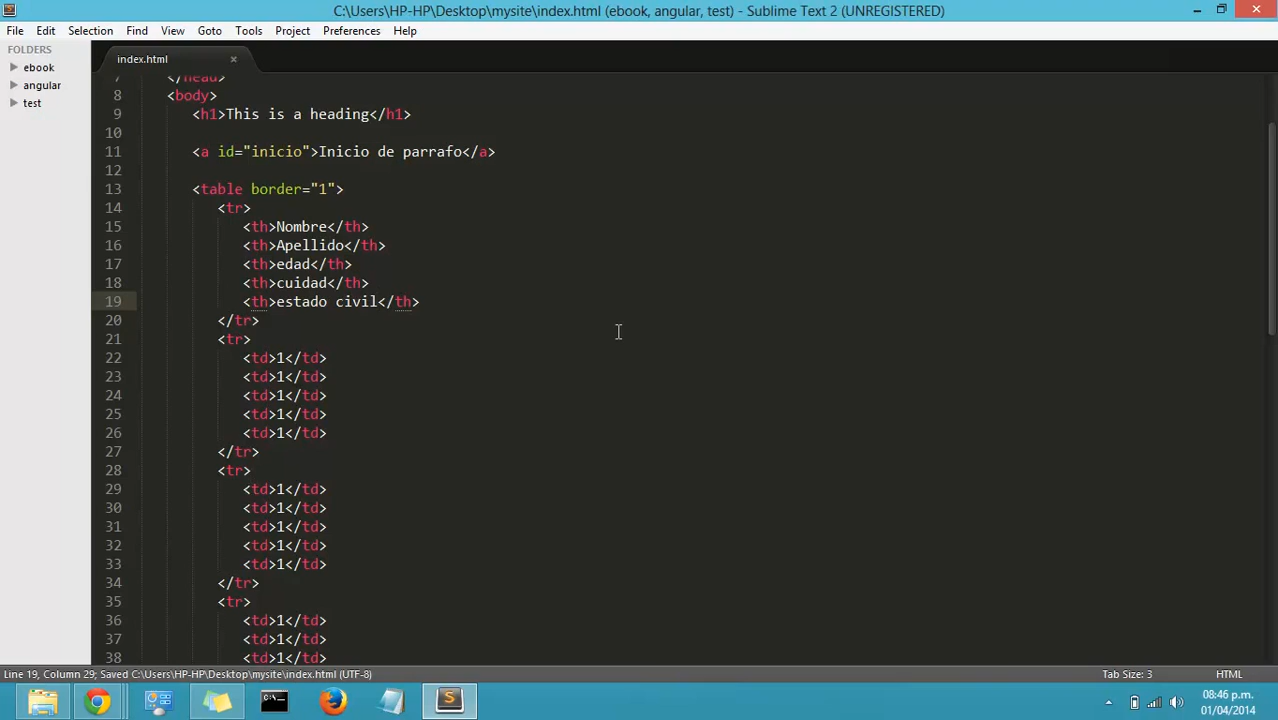 C:\Users\HP-HP\Desktop\mysite\index.html (ebook, angular, test) - Sublime Text 2 (UNREGISTERED)
File Edit Selection Find View Goto Tools Project Preferences Help
FOLDERS
ebook
angular
test
index.html
7 </head>
8 <body>
9 <h1>This is a heading</h1>
10
11 <a id="inicio">Inicio de parrafo</a>
12
13 <table border="1">
14 <tr>
15 <th>Nombre</th>
16 <th>Apellido</th>
17 <th>edad</th>
18 <th>cuidad</th>
19 <th>estado civil</th>
20 </tr>
21 <tr>
22 <td>1</td>
23 <td>1</td>
24 <td>1</td>
25 <td>1</td>
26 <td>1</td>
27 </tr>
28 <tr>
29 <td>1</td>
30 <td>1</td>
31 <td>1</td>
32 <td>1</td>
33 <td>1</td>
34 </tr>
35 <tr>
36 <td>1</td>
37 <td>1</td>
38 <td>1</td>
Line 19, Column 29; Saved C:\Users\HP-HP\Desktop\mysite\index.html (UTF-8)
Tab Size: 3
HTML
08:46 p.m.
01/04/2014